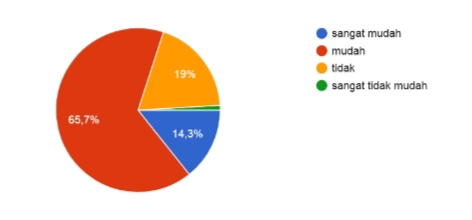 sangat mudah
mudah
tidak
sangat tidak mudah
19%
65,7%
14,3%